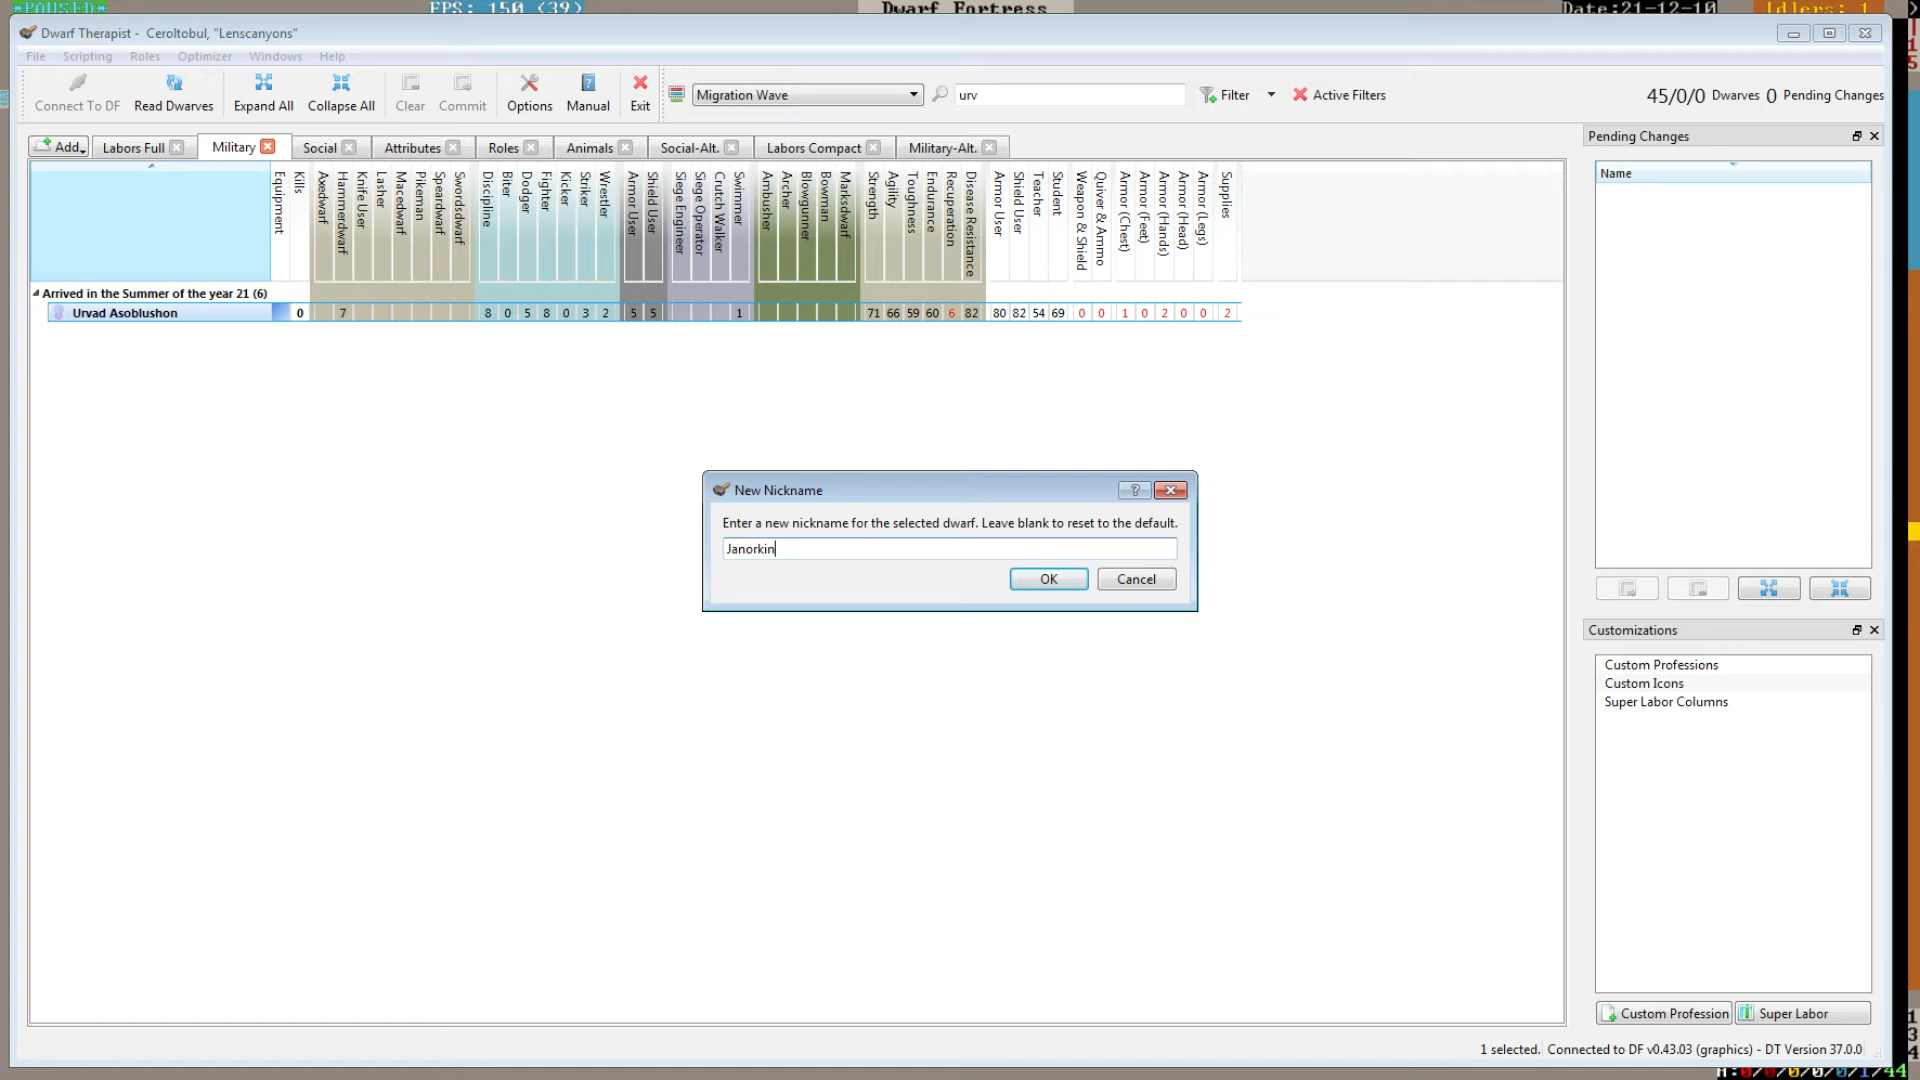 *PAUSED*
FPS: 150 (39)
Dwarf Fortress
Date:21-12-10
Idlers: 1
Dwarf Therapist - Ceroltobul, "Lenscanyons"
File Scripting Roles Optimizer Windows Help
Connect To DF Read Dwarves Expand All Collapse All Clear Commit Options Manual Exit
Migration Wave
urv
Filter
Active Filters
45/0/0 Dwarves 0 Pending Changes
Add
Labors Full Military Social Attributes Roles Animals Social-Alt. Labors Compact Military-Alt.
Equipment
Kills
Axedwarf
Hammerdwarf
Knife User
Lasher
Macedwarf
Pikeman
Speardwarf
Swordsdwarf
Discipline
Biter
Dodger
Fighter
Kicker
Striker
Wrestler
Armor User
Shield User
Siege Engineer
Siege Operator
Crutch Walker
Swimmer
Ambusher
Archer
Blowgunner
Bowman
Marksdwarf
Strength
Agility
Toughness
Endurance
Recuperation
Disease Resistance
Armor User
Shield User
Teacher
Student
Weapon & Shield
Quiver & Ammo
Armor (Chest)
Armor (Feet)
Armor (Hands)
Armor (Head)
Armor (Legs)
Supplies
Arrived in the Summer of the year 21 (6)
Urvad Asoblushon 0 7 8 0 5 8 0 3 2 5 5 1 71 66 59 60 6 82 80 82 54 69 0 0 1 0 2 0 0 2
New Nickname
Enter a new nickname for the selected dwarf. Leave blank to reset to the default.
Janorkin
OK Cancel
Pending Changes
Name
Customizations
Custom Professions
Custom Icons
Super Labor Columns
Custom Profession Super Labor
1 selected. Connected to DF v0.43.03 (graphics) - DT Version 37.0.0